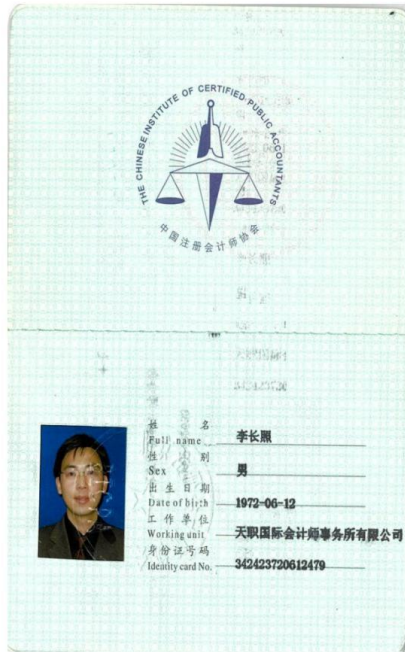 THE CHINESE INSTITUTE OF CERTIFIED PUBLIC ACCOUNTANTS
中国注册会计师协会
姓 名 李长照
Full name
性 别 男
Sex
出生日期 1972-06-12
Date of birth
工作单位 天职国际会计师事务所有限公司
Working unit
身份证号码 342423720612479
Identity card No.